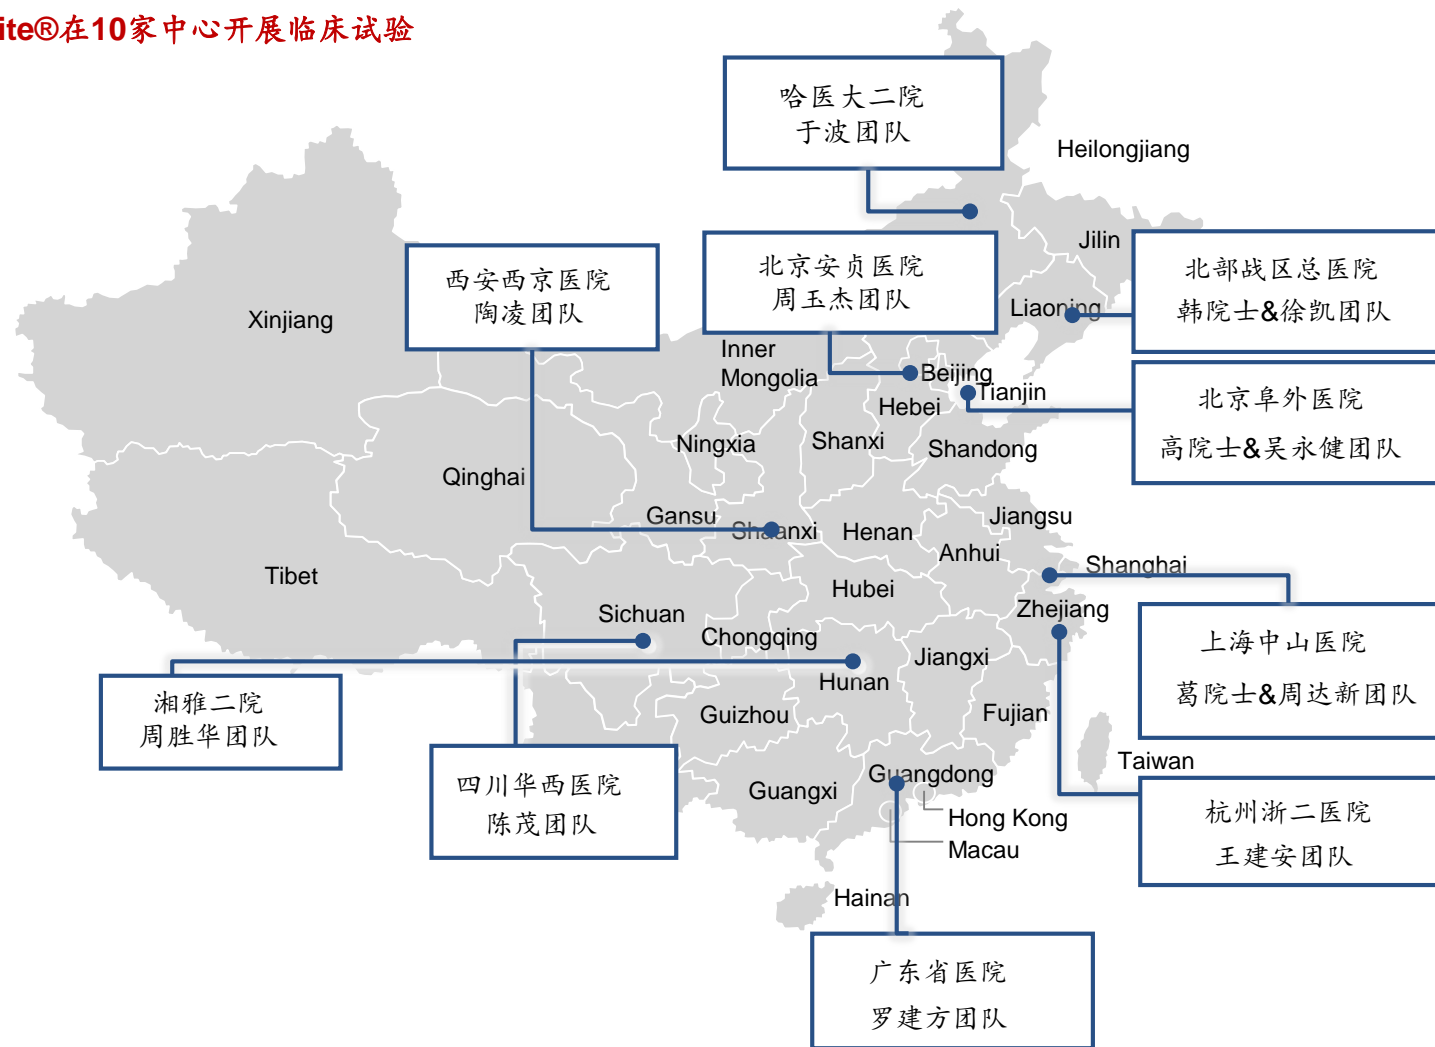 ite®在10家中心开展临床试验
哈医大二院
于波团队
Heilongjiang
Jilin
西安西京医院
陶凌团队
北京安贞医院
周玉杰团队
北部战区总医院
韩院士&徐凯团队
Xinjiang
Liaoning
Inner
Mongolia
Beijing
Tianjin
Hebei
北京阜外医院
高院士&吴永健团队
Ningxia
Shanxi
Shandong
Qinghai
Gansu
Shaanxi
Henan
Jiangsu
Anhui
Shanghai
Tibet
Hubei
Zhejiang
Sichuan
Chongqing
Jiangxi
上海中山医院
葛院士&周达新团队
Hunan
湘雅二院
周胜华团队
Guizhou
Fujian
Taiwan
四川华西医院
陈茂团队
Guangxi
Guangdong
Hong Kong
Macau
杭州浙二医院
王建安团队
Hainan
广东省医院
罗建方团队